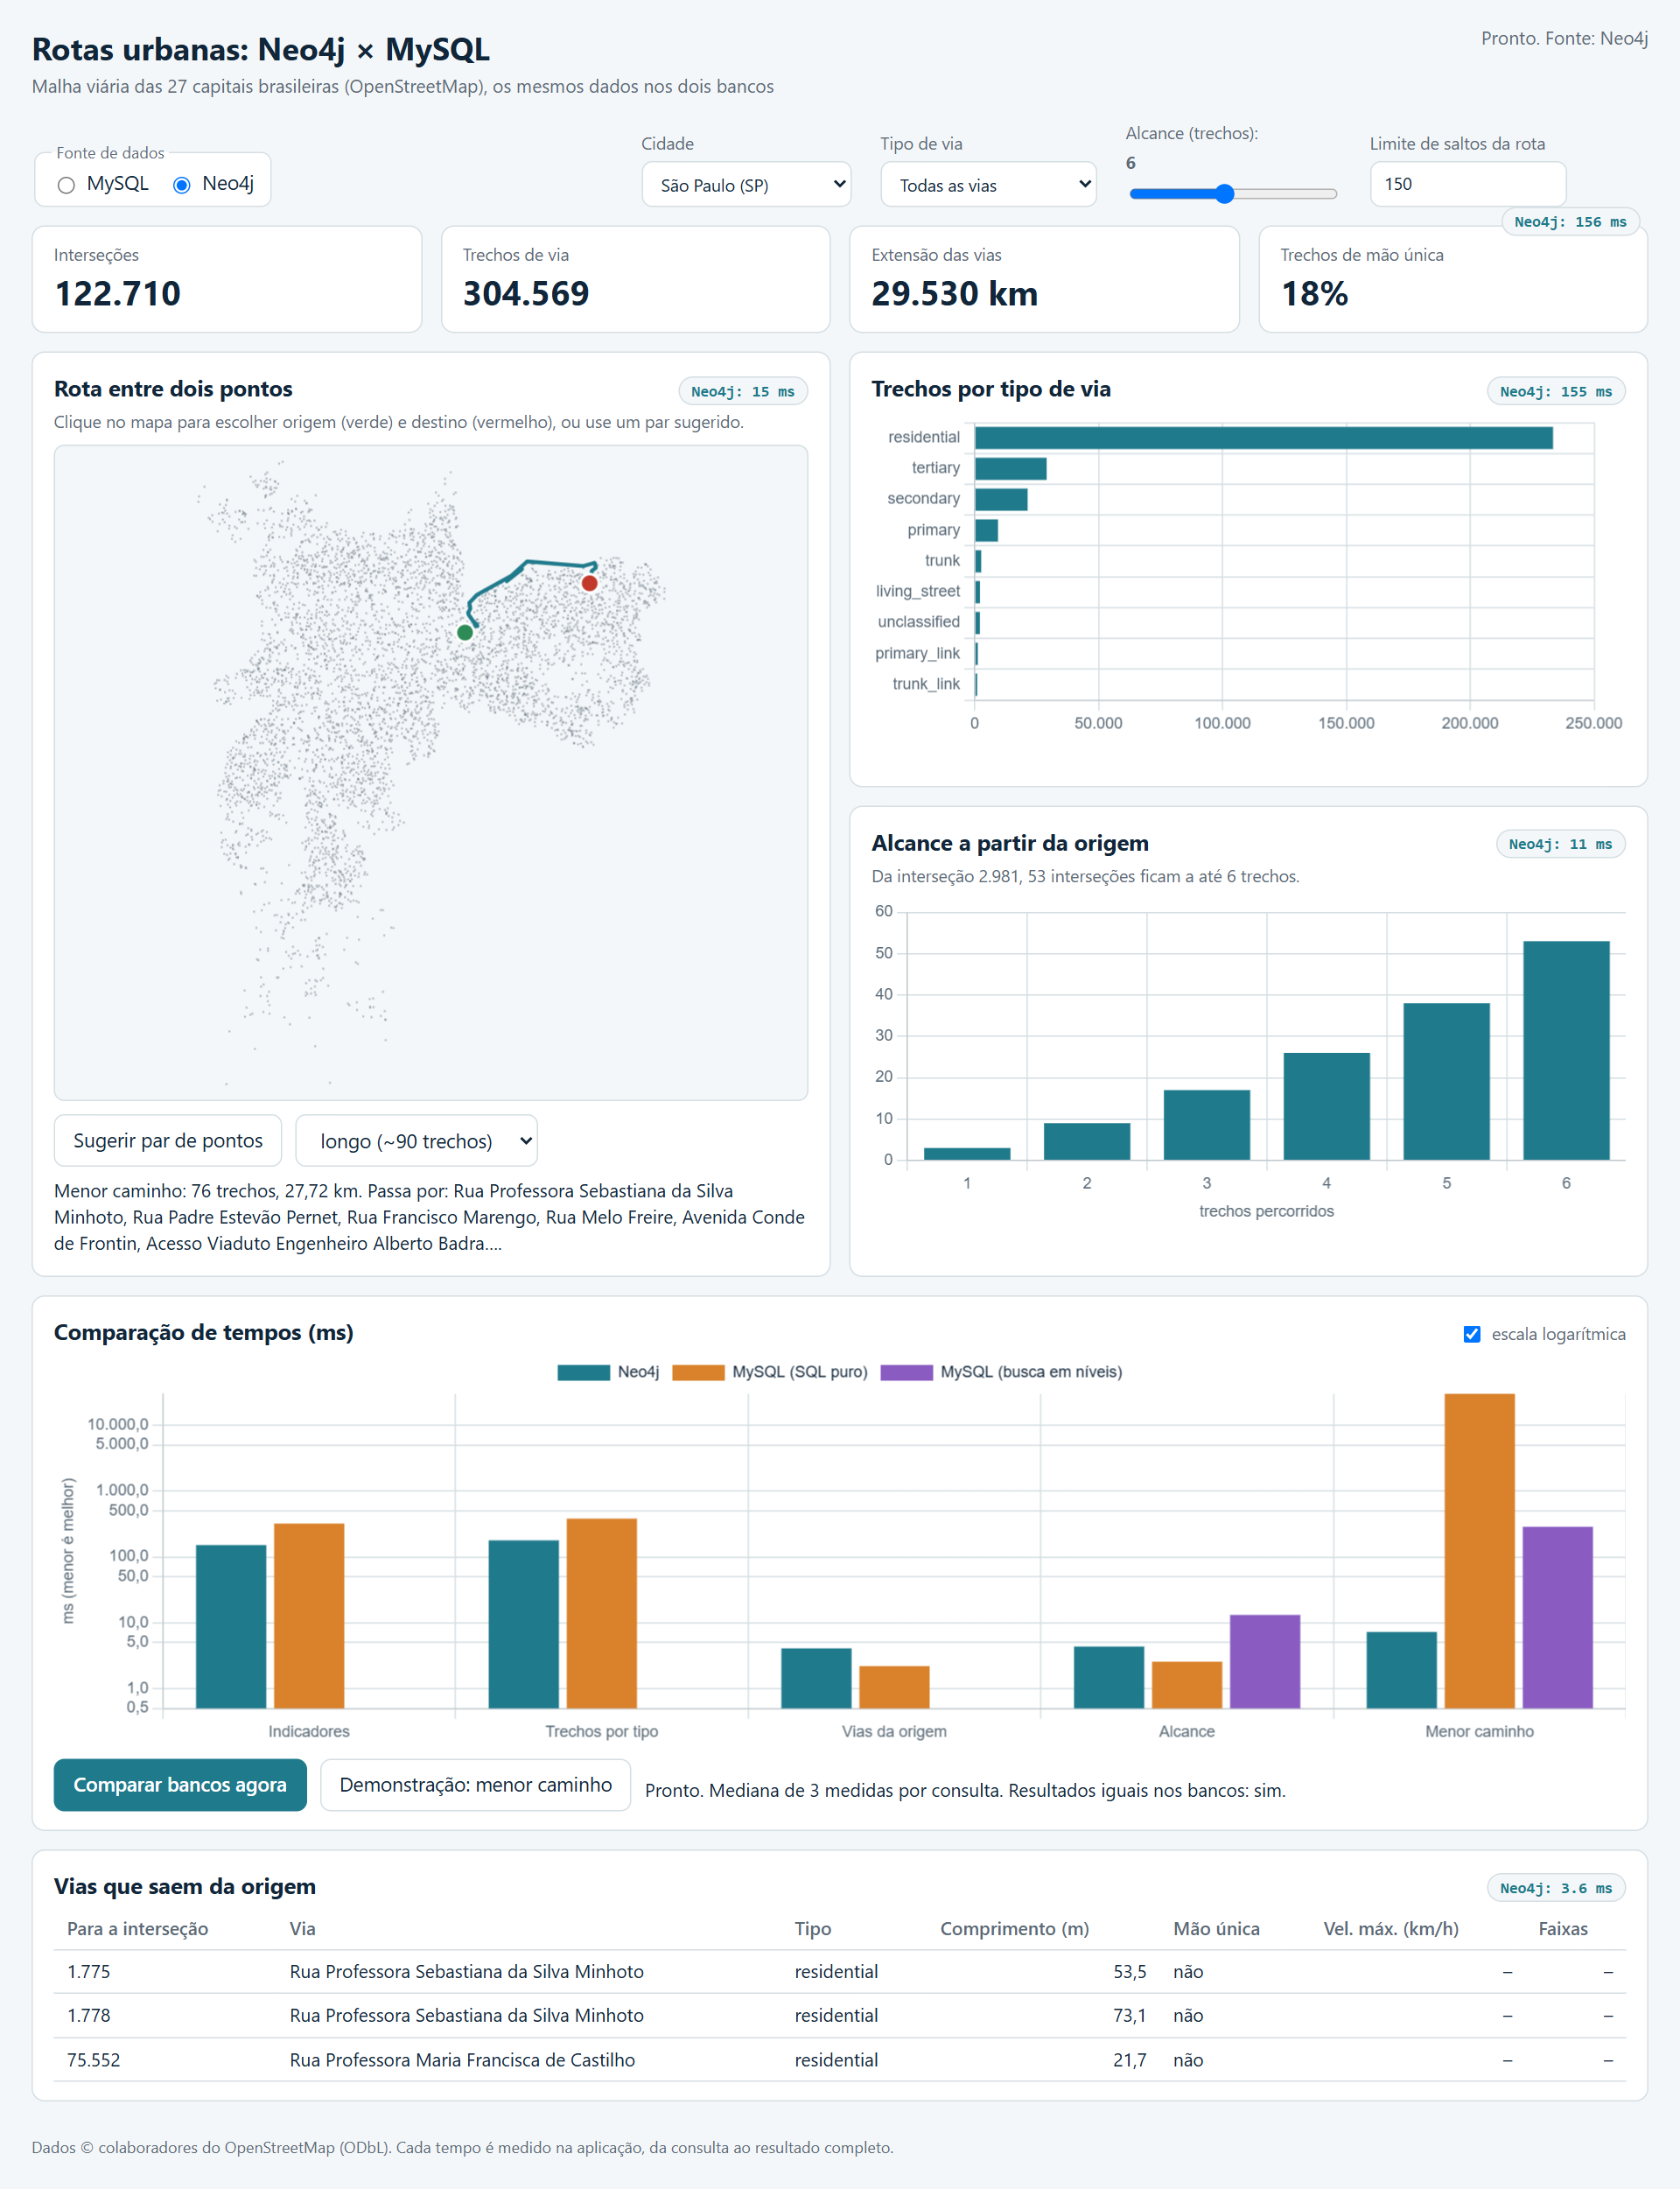 Rotas urbanas: Neo4j × MySQL
Pronto. Fonte: Neo4j
Malha viária das 27 capitais brasileiras (OpenStreetMap), os mesmos dados nos dois bancos
Fonte de dados
MySQL
Neo4j
Cidade
São Paulo (SP)
Tipo de via
Todas as vias
Alcance (trechos):
6
Limite de saltos da rota
150
Neo4j: 156 ms
Interseções
122.710
Trechos de via
304.569
Extensão das vias
29.530 km
Trechos de mão única
18%
Rota entre dois pontos
Neo4j: 15 ms
Clique no mapa para escolher origem (verde) e destino (vermelho), ou use um par sugerido.
Sugerir par de pontos
longo (~90 trechos)
Menor caminho: 76 trechos, 27,72 km. Passa por: Rua Professora Sebastiana da Silva
Minhoto, Rua Padre Estevão Pernet, Rua Francisco Marengo, Rua Melo Freire, Avenida Conde
de Frontin, Acesso Viaduto Engenheiro Alberto Badra....
Trechos por tipo de via
Neo4j: 155 ms
residential
tertiary
secondary
primary
trunk
living_street
unclassified
primary_link
trunk_link
0 50.000 100.000 150.000 200.000 250.000
Alcance a partir da origem
Neo4j: 11 ms
Da interseção 2.981, 53 interseções ficam a até 6 trechos.
60
50
40
30
20
10
0
1 2 3 4 5 6
trechos percorridos
Comparação de tempos (ms)
escala logarítmica
Neo4j MySQL (SQL puro) MySQL (busca em níveis)
ms (menor é melhor)
10.000,0
5.000,0
1.000,0
500,0
100,0
50,0
10,0
5,0
1,0
0,5
Indicadores Trechos por tipo Vias da origem Alcance Menor caminho
Comparar bancos agora
Demonstração: menor caminho
Pronto. Mediana de 3 medidas por consulta. Resultados iguais nos bancos: sim.
Vias que saem da origem
Neo4j: 3.6 ms
Para a interseção Via Tipo Comprimento (m) Mão única Vel. máx. (km/h) Faixas
1.775 Rua Professora Sebastiana da Silva Minhoto residential 53,5 não – –
1.778 Rua Professora Sebastiana da Silva Minhoto residential 73,1 não – –
75.552 Rua Professora Maria Francisca de Castilho residential 21,7 não – –
Dados © colaboradores do OpenStreetMap (ODbL). Cada tempo é medido na aplicação, da consulta ao resultado completo.